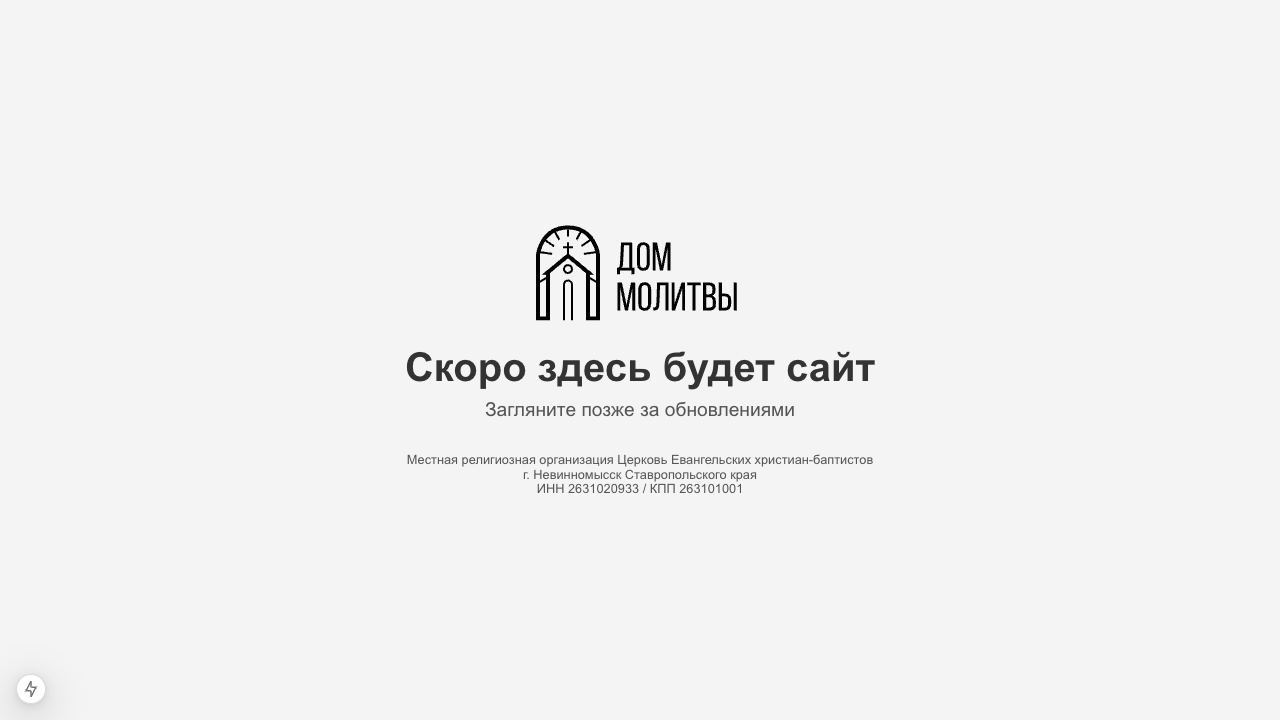 ДОМ
МОЛИТВЫ
Скоро здесь будет сайт
Загляните позже за обновлениями
Местная религиозная организация Церковь Евангельских христиан-баптистов
г. Невинномысск Ставропольского края
ИНН 2631020933 / КПП 263101001